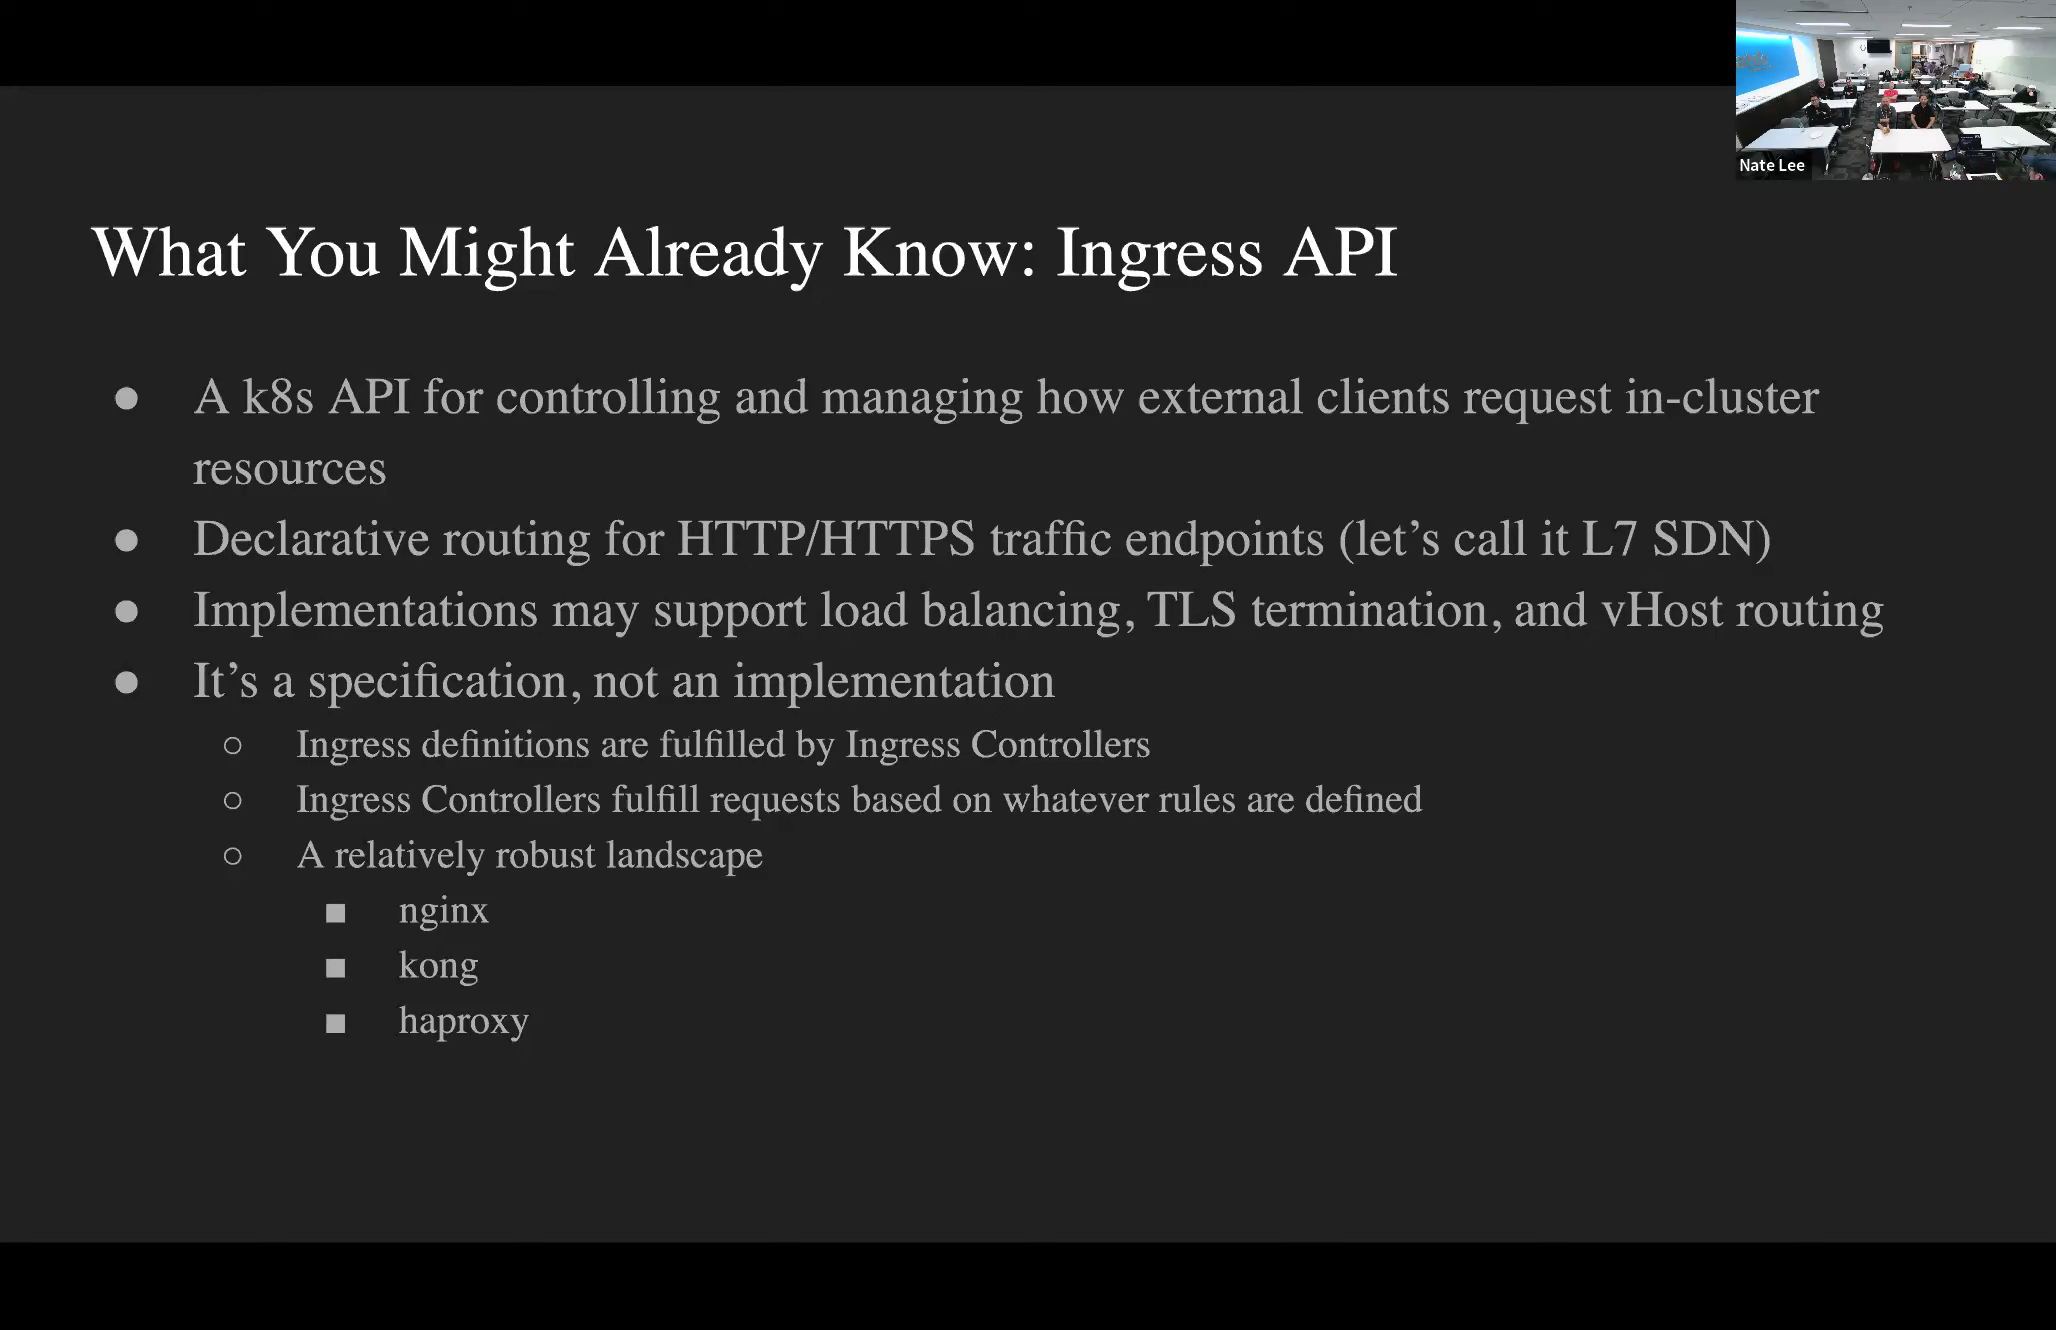 Nate Lee
What You Might Already Know: Ingress API
● A k8s API for controlling and managing how external clients request in-cluster
resources
● Declarative routing for HTTP/HTTPS traffic endpoints (let’s call it L7 SDN)
● Implementations may support load balancing, TLS termination, and vHost routing
● It’s a specification, not an implementation
○ Ingress definitions are fulfilled by Ingress Controllers
○ Ingress Controllers fulfill requests based on whatever rules are defined
○ A relatively robust landscape
■ nginx
■ kong
■ haproxy